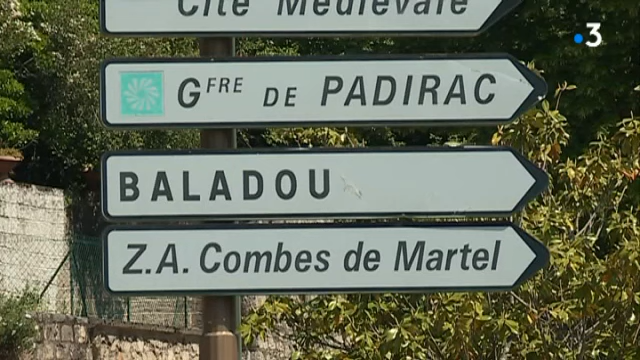 Cité Médiévale
GFRE DE PADIRAC
BALADOU
Z.A. Combes de Martel
3